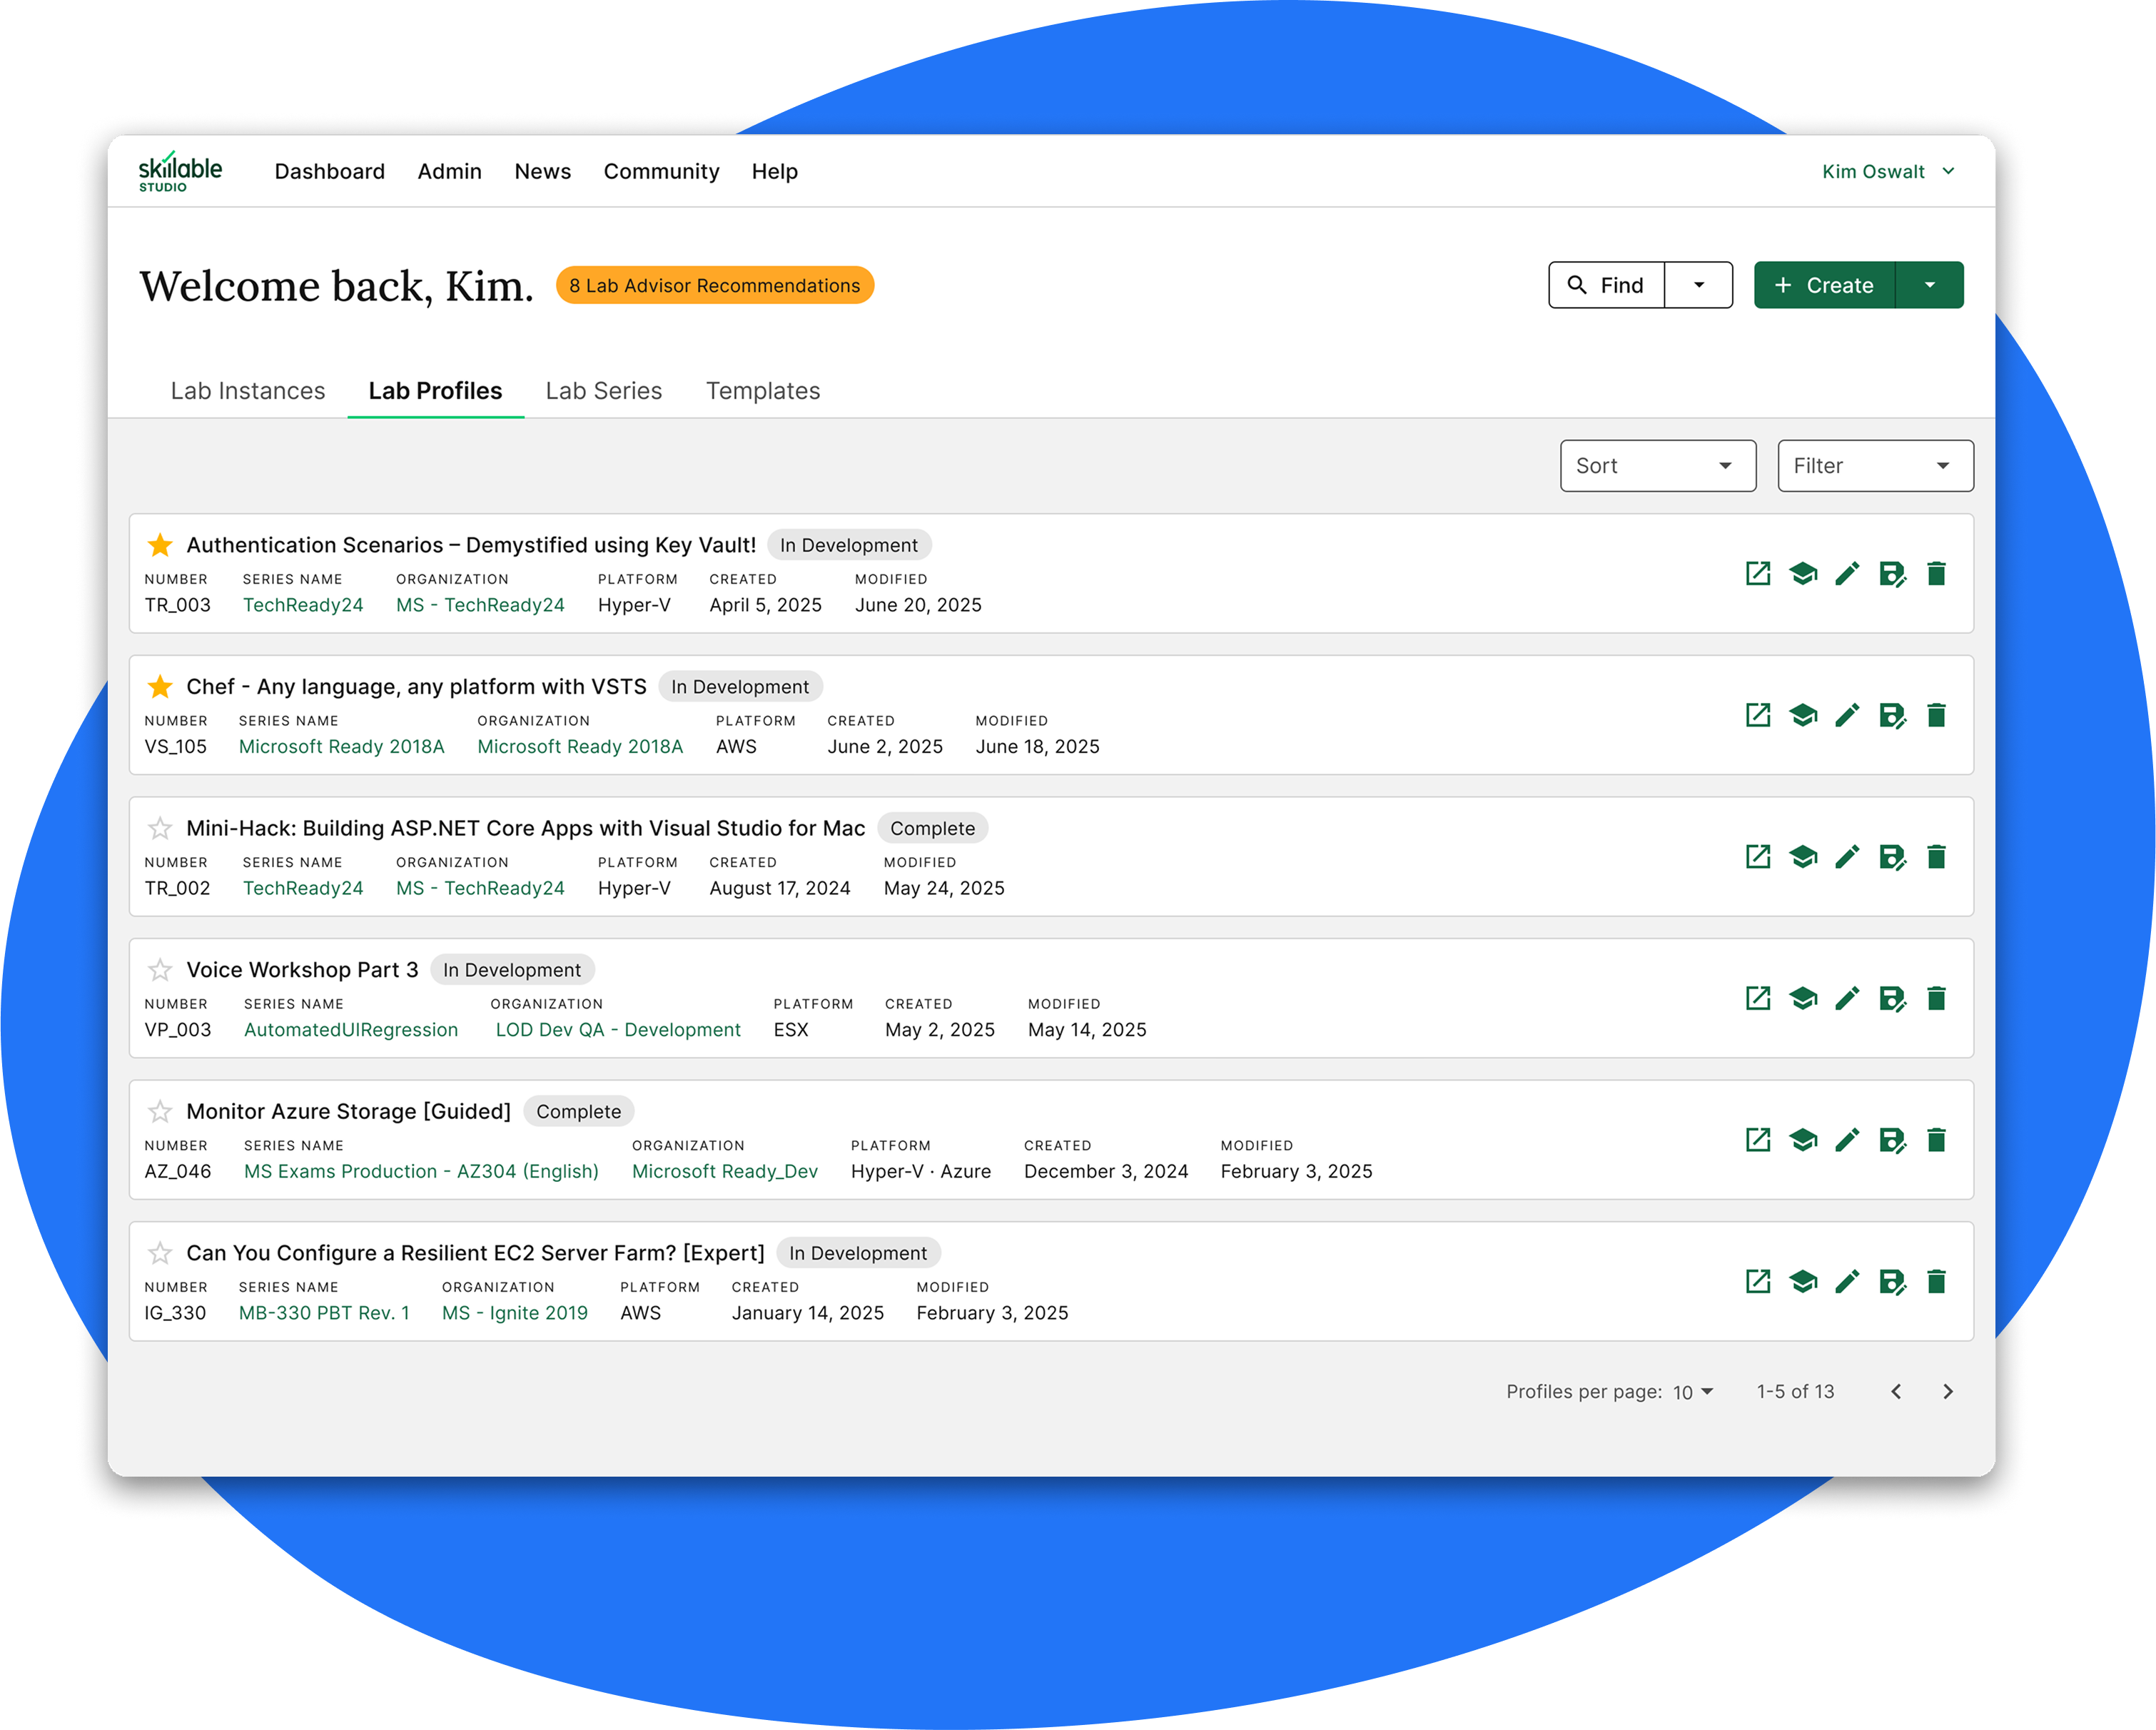 skillable
STUDIO
Dashboard Admin News Community Help
Kim Oswalt
Welcome back, Kim.
8 Lab Advisor Recommendations
Find
+ Create
Lab Instances Lab Profiles Lab Series Templates
Sort
Filter
Authentication Scenarios – Demystified using Key Vault! In Development
NUMBER SERIES NAME ORGANIZATION PLATFORM CREATED MODIFIED
TR_003 TechReady24 MS - TechReady24 Hyper-V April 5, 2025 June 20, 2025
Chef - Any language, any platform with VSTS In Development
NUMBER SERIES NAME ORGANIZATION PLATFORM CREATED MODIFIED
VS_105 Microsoft Ready 2018A Microsoft Ready 2018A AWS June 2, 2025 June 18, 2025
Mini-Hack: Building ASP.NET Core Apps with Visual Studio for Mac Complete
NUMBER SERIES NAME ORGANIZATION PLATFORM CREATED MODIFIED
TR_002 TechReady24 MS - TechReady24 Hyper-V August 17, 2024 May 24, 2025
Voice Workshop Part 3 In Development
NUMBER SERIES NAME ORGANIZATION PLATFORM CREATED MODIFIED
VP_003 AutomatedUIRegression LOD Dev QA - Development ESX May 2, 2025 May 14, 2025
Monitor Azure Storage [Guided] Complete
NUMBER SERIES NAME ORGANIZATION PLATFORM CREATED MODIFIED
AZ_046 MS Exams Production - AZ304 (English) Microsoft Ready_Dev Hyper-V · Azure December 3, 2024 February 3, 2025
Can You Configure a Resilient EC2 Server Farm? [Expert] In Development
NUMBER SERIES NAME ORGANIZATION PLATFORM CREATED MODIFIED
IG_330 MB-330 PBT Rev. 1 MS - Ignite 2019 AWS January 14, 2025 February 3, 2025
Profiles per page: 10 1-5 of 13